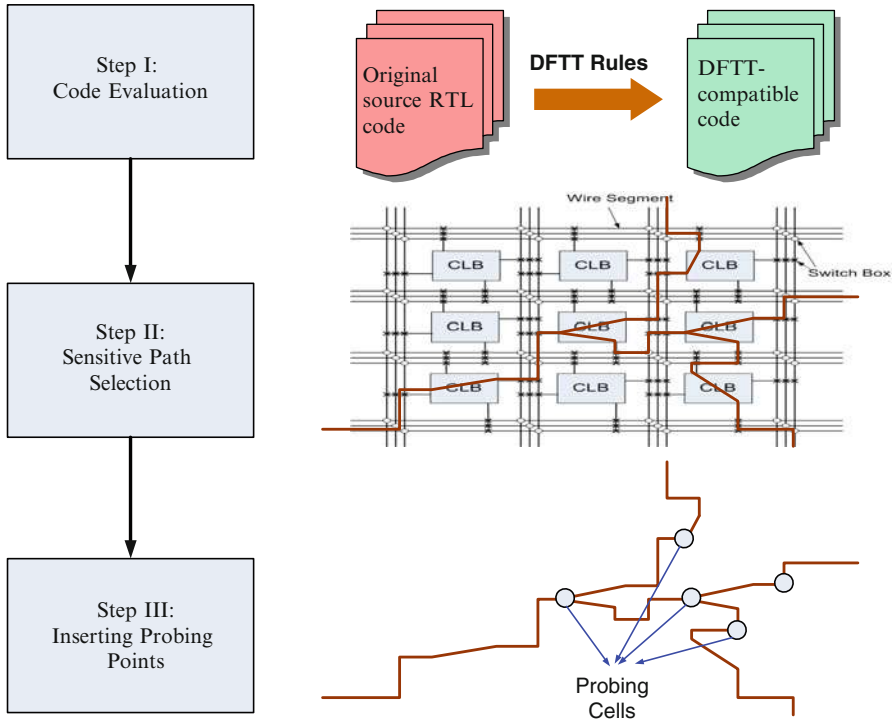 Step I:
Code Evaluation
Original
source RTL
code
DFTT Rules
DFTT-
compatible
code
Wire Segment
CLB
CLB
CLB
Switch Box
Step II:
Sensitive Path
Selection
CLB
CLB
CLB
CLB
CLB
CLB
Step III:
Inserting Probing
Points
Probing
Cells